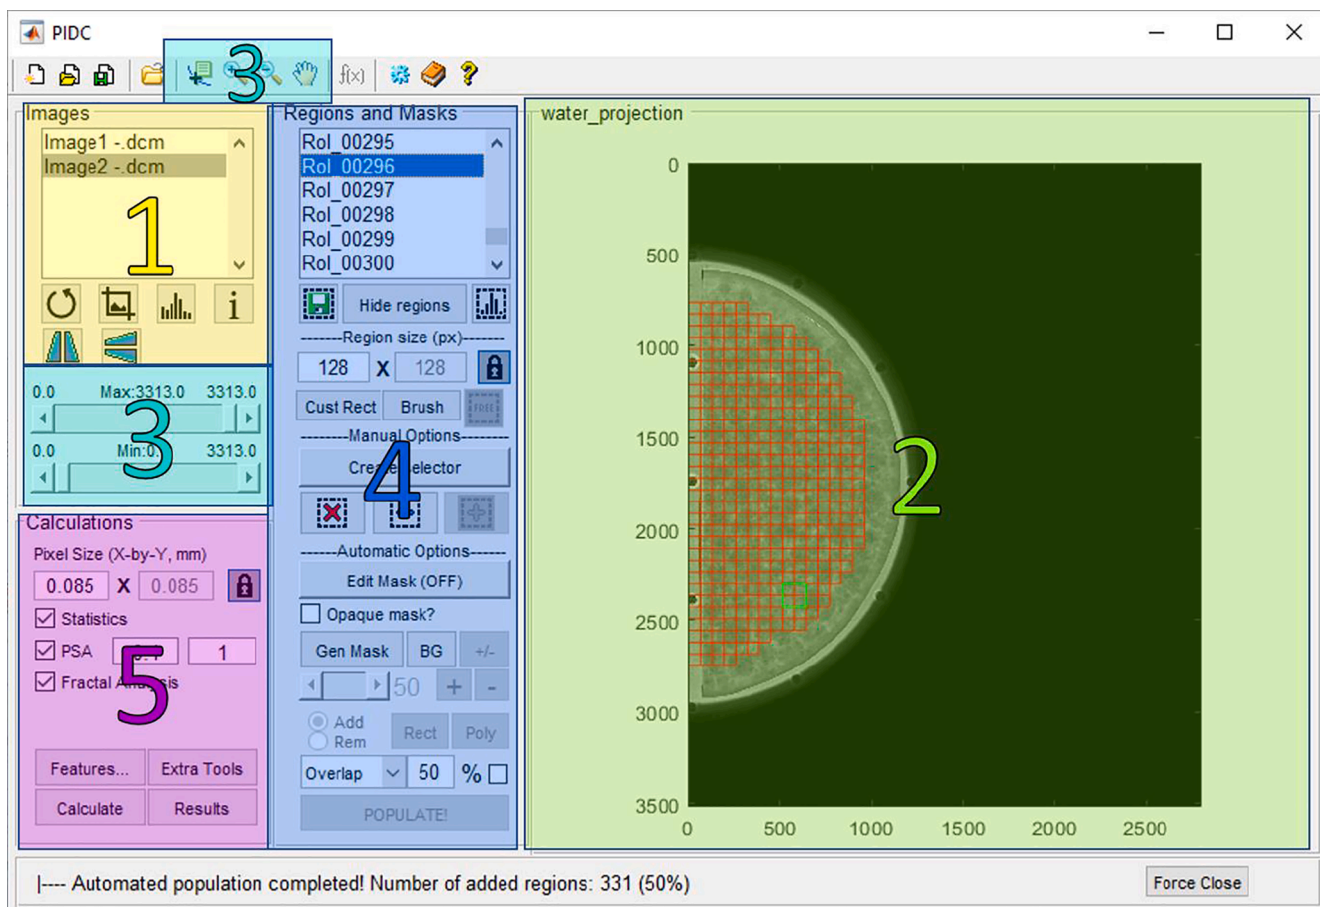 PIDC
3
f(x)
Images
Image1 -.dcm
Image2 -.dcm
1
i
0.0 Max:3313.0 3313.0
3
0.0 Min:0 3313.0
Calculations
Pixel Size (X-by-Y, mm)
0.085 X 0.085
Statistics
PSA 1
Fractal Analysis
5
Features... Extra Tools
Calculate Results
Regions and Masks
RoI_00295
RoI_00296
RoI_00297
RoI_00298
RoI_00299
RoI_00300
Hide regions
-------Region size (px)------
128 X 128
Cust Rect Brush FREE
--------Manual Options--------
Create selector
4
------Automatic Options------
Edit Mask (OFF)
Opaque mask?
Gen Mask BG +/-
50 + -
Add
Rem
Rect Poly
Overlap 50 %
POPULATE!
water_projection
0
500
1000
1500
2
2000
2500
3000
3500
0 500 1000 1500 2000 2500
|---- Automated population completed! Number of added regions: 331 (50%)
Force Close